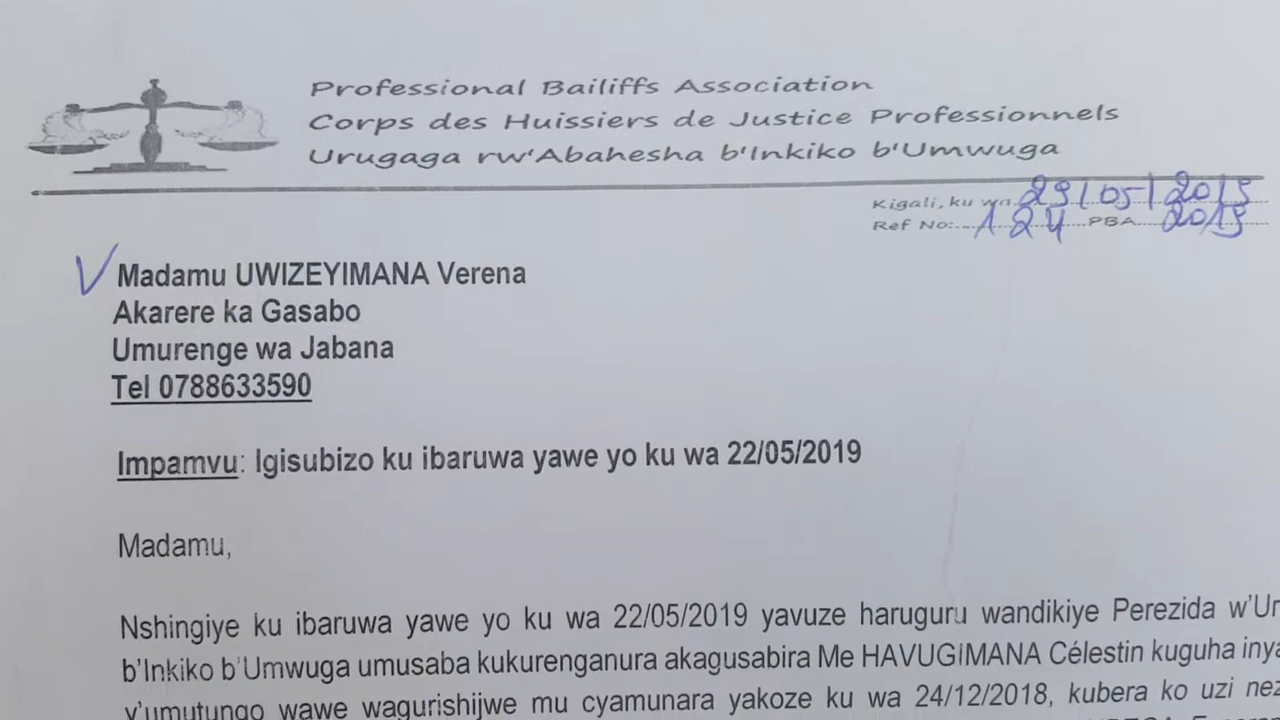 Professional Bailiffs Association
Corps des Huissiers de Justice Professionnels
Urugaga rw'Abahesha b'Inkiko b'Umwuga
Kigali, ku wa 29/05/2019
Ref No: 124 PBA 2019
Madamu UWIZEYIMANA Verena
Akarere ka Gasabo
Umurenge wa Jabana
Tel 0788633590
Impamvu: Igisubizo ku ibaruwa yawe yo ku wa 22/05/2019
Madamu,
Nshingiye ku ibaruwa yawe yo ku wa 22/05/2019 yavuze haruguru wandikiye Perezida
b'Inkiko b'Umwuga umusaba kukurenganura akagusabira Me HAVUGIMANA Célestin kuguha
y'umutungo wawe wagurishijwe mu cyamunara yakoze ku wa 24/12/2018, kubera ko uzi